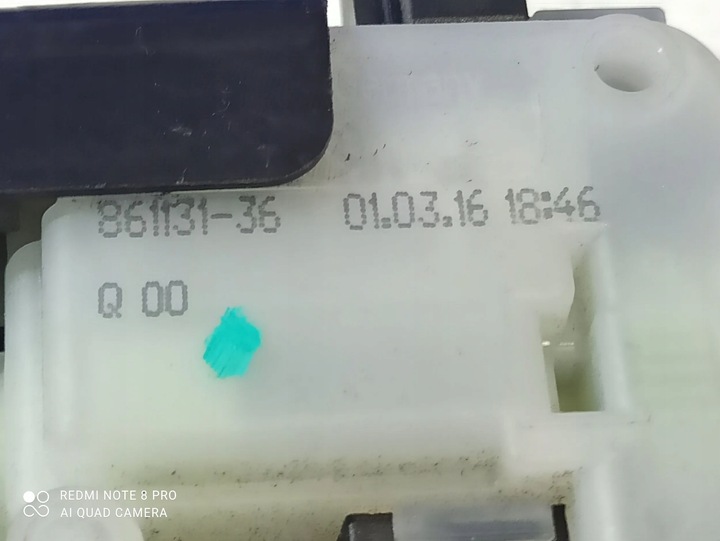 861131-36 01.03.16 18:46
Q 00
REDMI NOTE 8 PRO
AI QUAD CAMERA